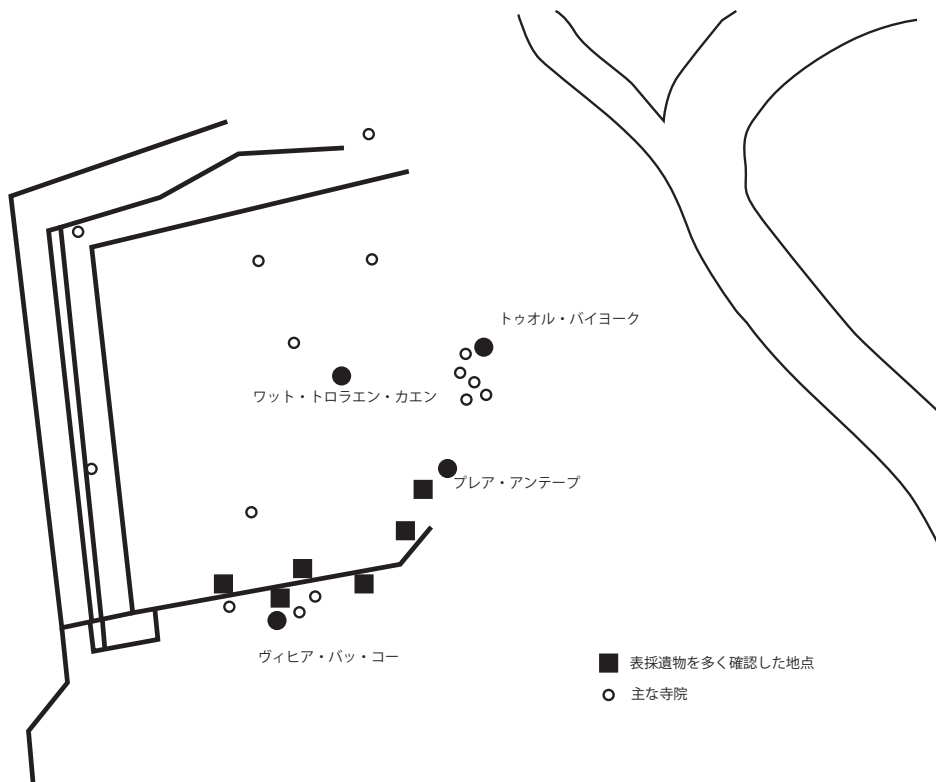 トゥオル・バイヨーク
ワット・トロラエン・カエン
プレア・アンテープ
ヴィヒア・バッ・コー
表採遺物を多く確認した地点
主な寺院